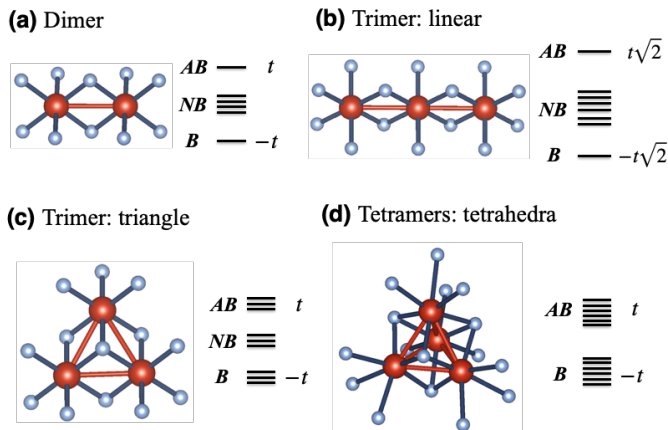 (a) Dimer
AB t
NB
B −t
(b) Trimer: linear
AB t√2
NB
B −t√2
(c) Trimer: triangle
AB t
NB
B −t
(d) Tetramers: tetrahedra
AB t
B −t